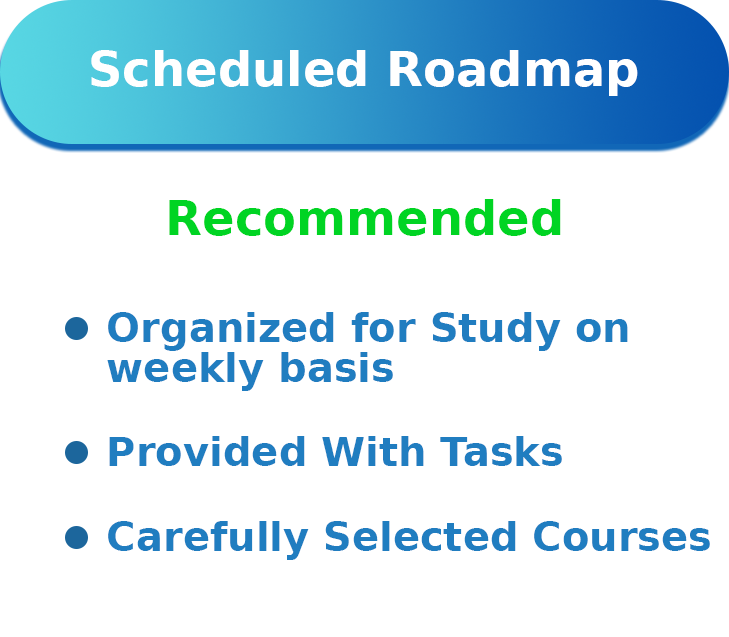 Scheduled Roadmap
Recommended
Organized for Study on
weekly basis
Provided With Tasks
Carefully Selected Courses